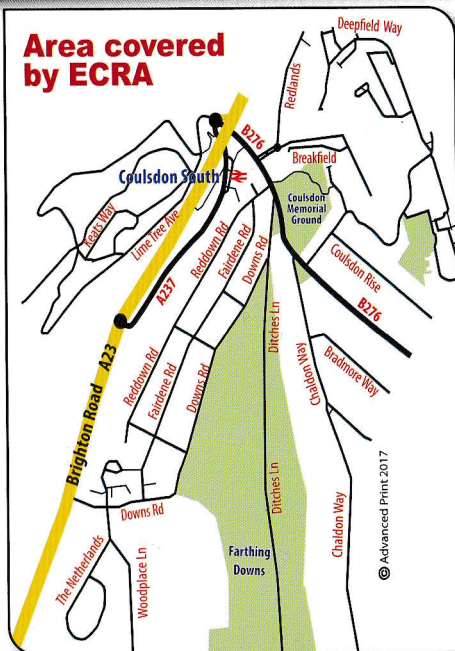 Area covered
by ECRA
Deepfield Way
Redlands
B276
Breakfield
Coulsdon South
Coulsdon
Memorial
Ground
Keats Way
Lime Tree Ave
A237
Reddown Rd
Fairdene Rd
Downs Rd
Coulsdon Rise
B276
Ditches Ln
Chaldon Way
Bradmore Way
Brighton Road A23
Reddown Rd
Fairdene Rd
Downs Rd
Ditches Ln
Chaldon Way
Downs Rd
The Netherlands
Woodplace Ln
Farthing
Downs
© Advanced Print 2017